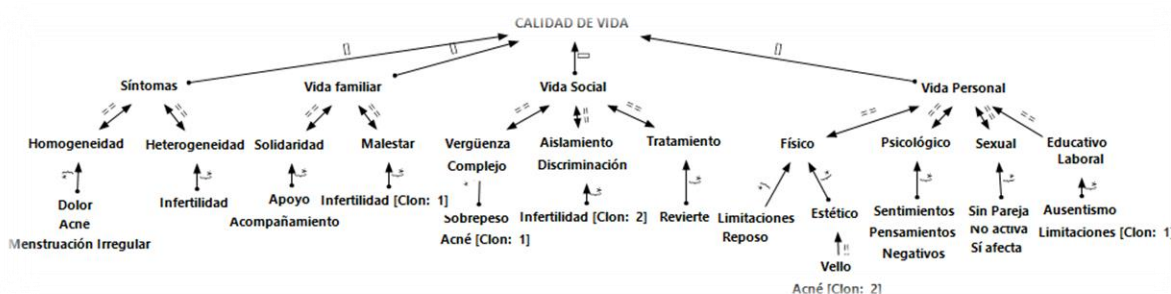 CALIDAD DE VIDA
[]
[]
[]
[]
Síntomas
Vida familiar
Vida Social
Vida Personal
==
==
==
==
==
==
==
==
==
==
==
Homogeneidad
Heterogeneidad
Solidaridad
Malestar
Vergüenza
Complejo
Aislamiento
Discriminación
Tratamiento
Físico
Psicológico
Sexual
Educativo
Laboral
Dolor
Acne
Menstruación Irregular
Infertilidad
Apoyo
Acompañamiento
Infertilidad [Clon: 1]
Sobrepeso
Acné [Clon: 1]
Infertilidad [Clon: 2]
Revierte
Limitaciones
Reposo
Estético
Vello
Acné [Clon: 2]
Sentimientos
Pensamientos
Negativos
Sin Pareja
No activa
Sí afecta
Ausentismo
Limitaciones [Clon: 1]